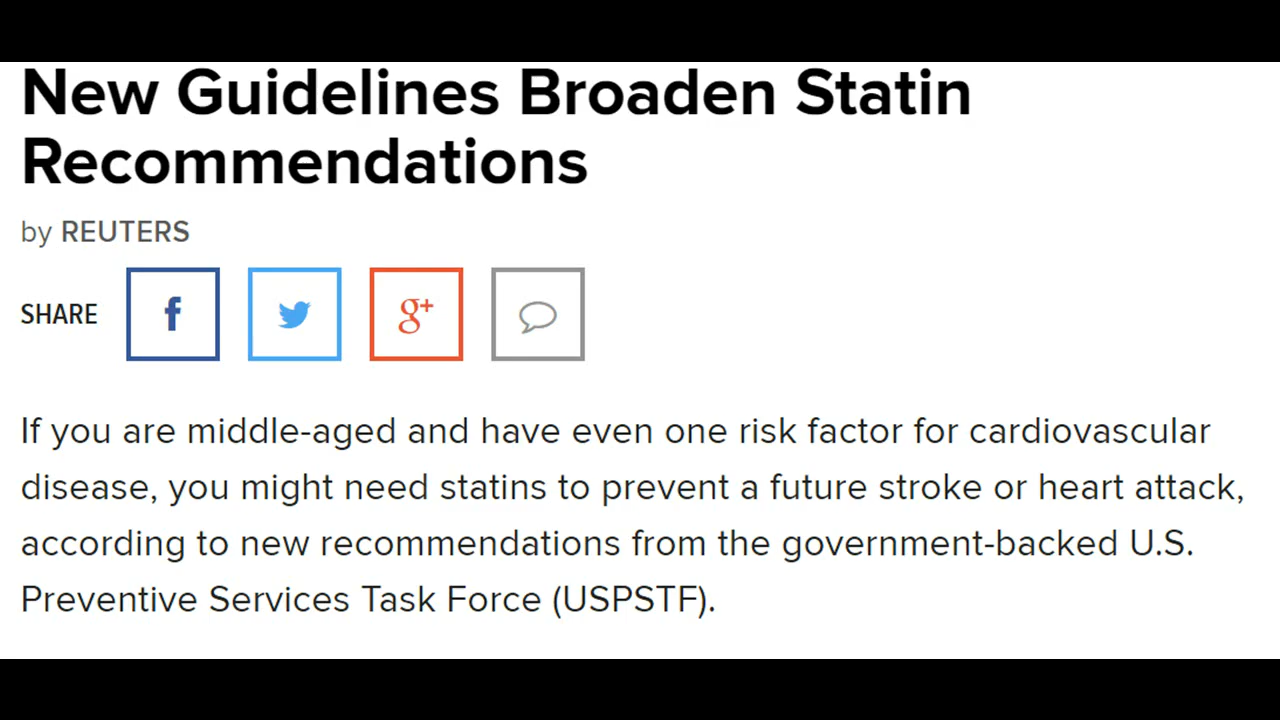 New Guidelines Broaden Statin
Recommendations
by REUTERS
SHARE f g+
If you are middle-aged and have even one risk factor for cardiovascular
disease, you might need statins to prevent a future stroke or heart attack,
according to new recommendations from the government-backed U.S.
Preventive Services Task Force (USPSTF).